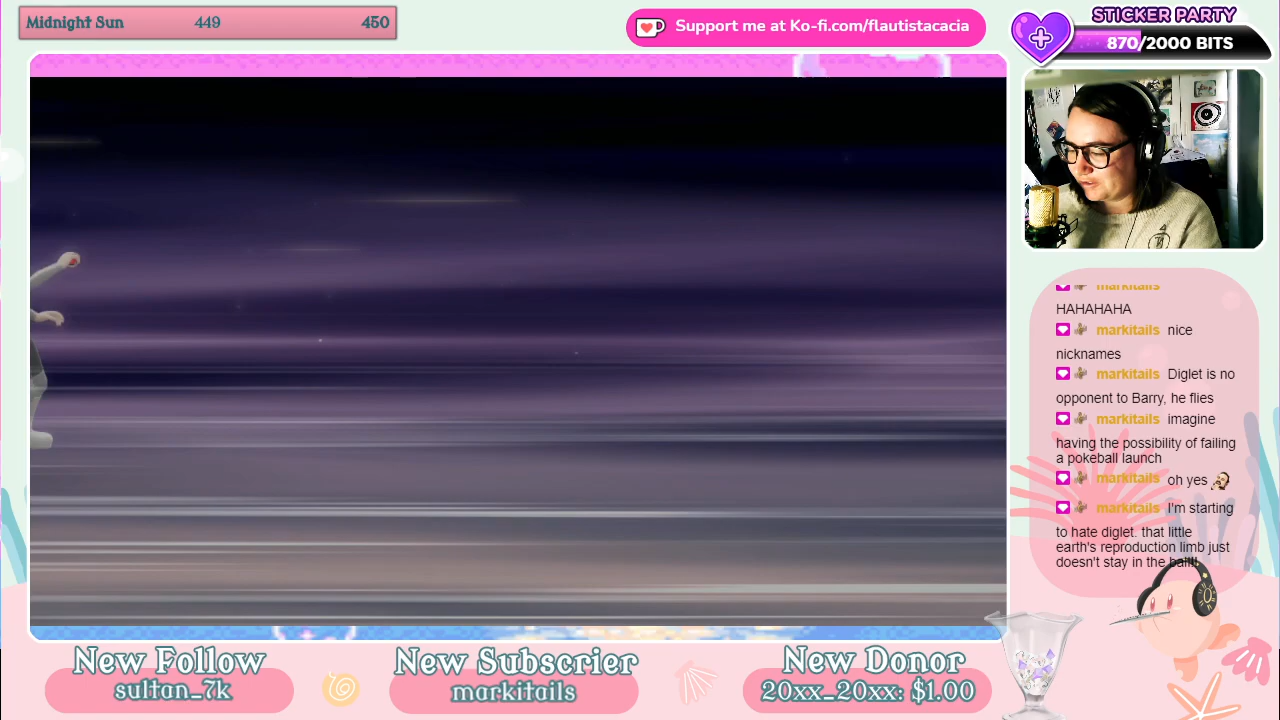 Midnight Sun 449 450
Support me at Ko-fi.com/flautistacacia
STICKER PARTY
870/2000 BITS
markitails
HAHAHAHA
markitails nice
nicknames
markitails Diglet is no
opponent to Barry, he flies
markitails imagine
having the possibility of failing
a pokeball launch
markitails oh yes
markitails I'm starting
to hate diglet. that little
earth's reproduction limb just
doesn't stay in the ball!!
New Follow
sultan_7k
New Subscrier
markitails
New Donor
20xx_20xx: $1.00